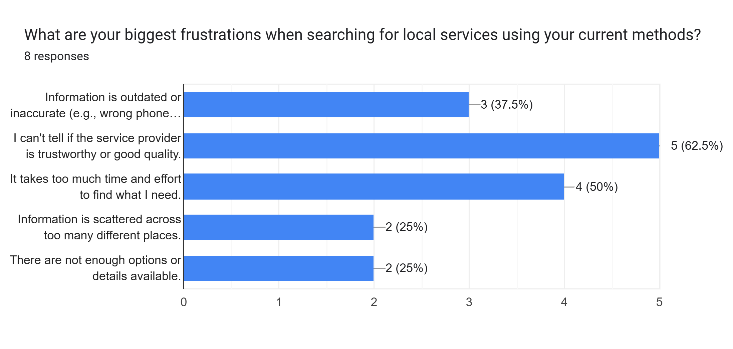 What are your biggest frustrations when searching for local services using your current methods?
8 responses
Information is outdated or
inaccurate (e.g., wrong phone…
3 (37.5%)
I can't tell if the service provider
is trustworthy or good quality.
5 (62.5%)
It takes too much time and effort
to find what I need.
4 (50%)
Information is scattered across
too many different places.
2 (25%)
There are not enough options or
details available.
2 (25%)
0 1 2 3 4 5